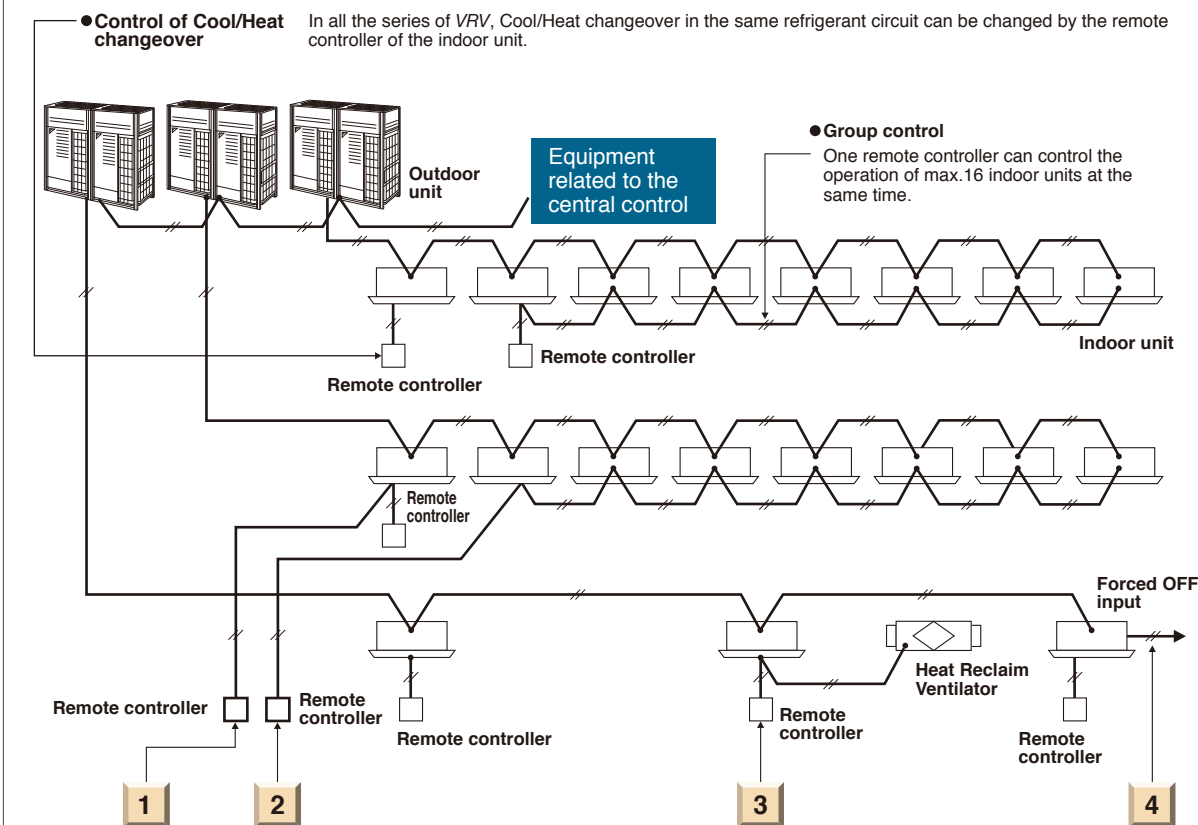 ●Control of Cool/Heat
changeover
In all the series of VRV, Cool/Heat changeover in the same refrigerant circuit can be changed by the remote
controller of the indoor unit.
Outdoor
unit
Equipment
related to the
central control
●Group control
One remote controller can control the
operation of max.16 indoor units at the
same time.
Indoor unit
Remote controller
Remote controller
Remote
controller
Forced OFF
input
Heat Reclaim
Ventilator
Remote controller
Remote
controller
Remote controller
Remote
controller
Remote
controller
1
2
3
4